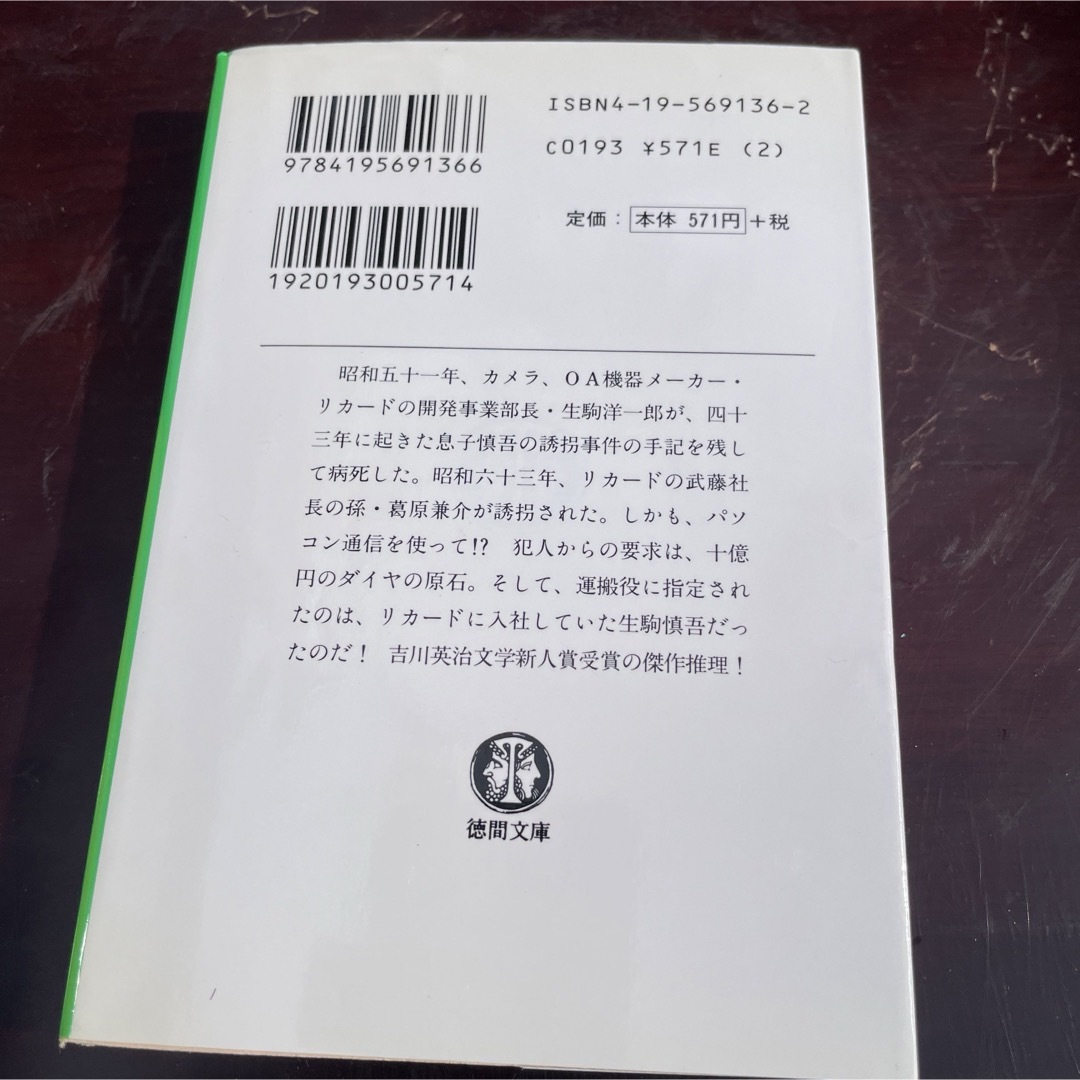 ISBN4-19-569136-2
C0193 ¥571E (2)
9784195691366
定価：本体 571円＋税
1920193005714
昭和五十一年、カメラ、ＯＡ機器メーカー・
リカードの開発事業部長・生駒洋一郎が、四十
三年に起きた息子慎吾の誘拐事件の手記を残し
て病死した。昭和六十三年、リカードの武藤社
長の孫・葛原兼介が誘拐された。しかも、パソ
コン通信を使って!?　犯人からの要求は、十億
円のダイヤの原石。そして、運搬役に指定され
たのは、リカードに入社していた生駒慎吾だっ
たのだ！　吉川英治文学新人賞受賞の傑作推理！
徳間文庫